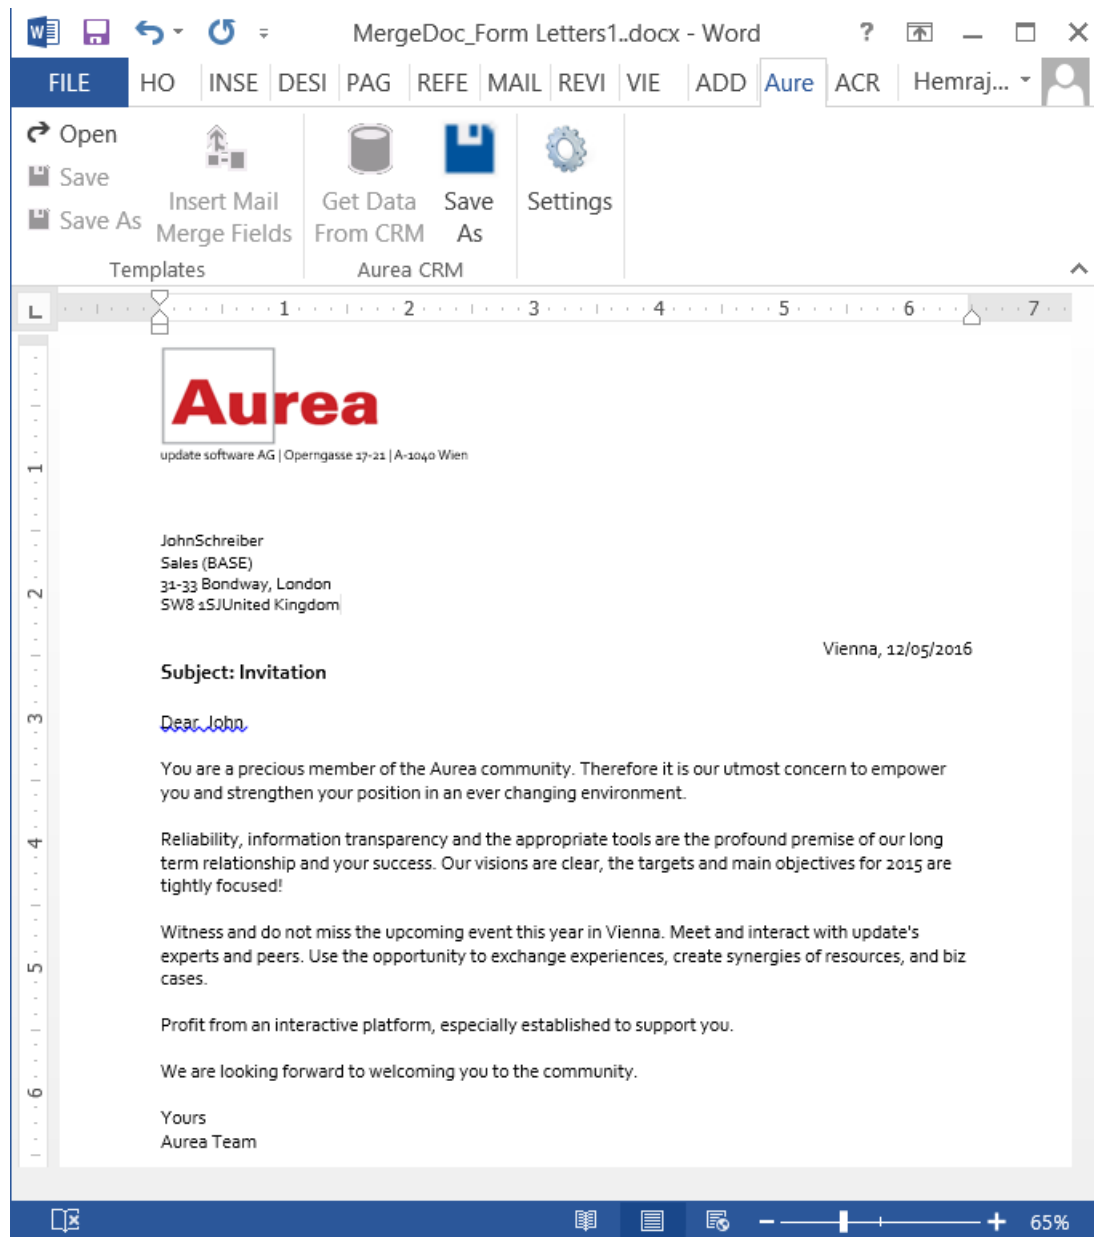 MergeDoc_Form Letters1..docx - Word ?
FILE HO INSE DESI PAG REFE MAIL REVI VIE ADD Aure ACR Hemraj...
Open
Save
Save As
Insert Mail
Merge Fields
Get Data
From CRM
Save
As
Settings
Templates
Aurea CRM
L 1 2 3 4 5 6 7
Aurea
update software AG | Operngasse 17-21 | A-1040 Wien
1
JohnSchreiber
Sales (BASE)
31-33 Bondway, London
2
SW8 1SJUnited Kingdom
Vienna, 12/05/2016
Subject: Invitation
3
Dear John,
You are a precious member of the Aurea community. Therefore it is our utmost concern to empower
you and strengthen your position in an ever changing environment.
4
Reliability, information transparency and the appropriate tools are the profound premise of our long
term relationship and your success. Our visions are clear, the targets and main objectives for 2015 are
tightly focused!
Witness and do not miss the upcoming event this year in Vienna. Meet and interact with update's
5
experts and peers. Use the opportunity to exchange experiences, create synergies of resources, and biz
cases.
Profit from an interactive platform, especially established to support you.
We are looking forward to welcoming you to the community.
6
Yours
Aurea Team
65%